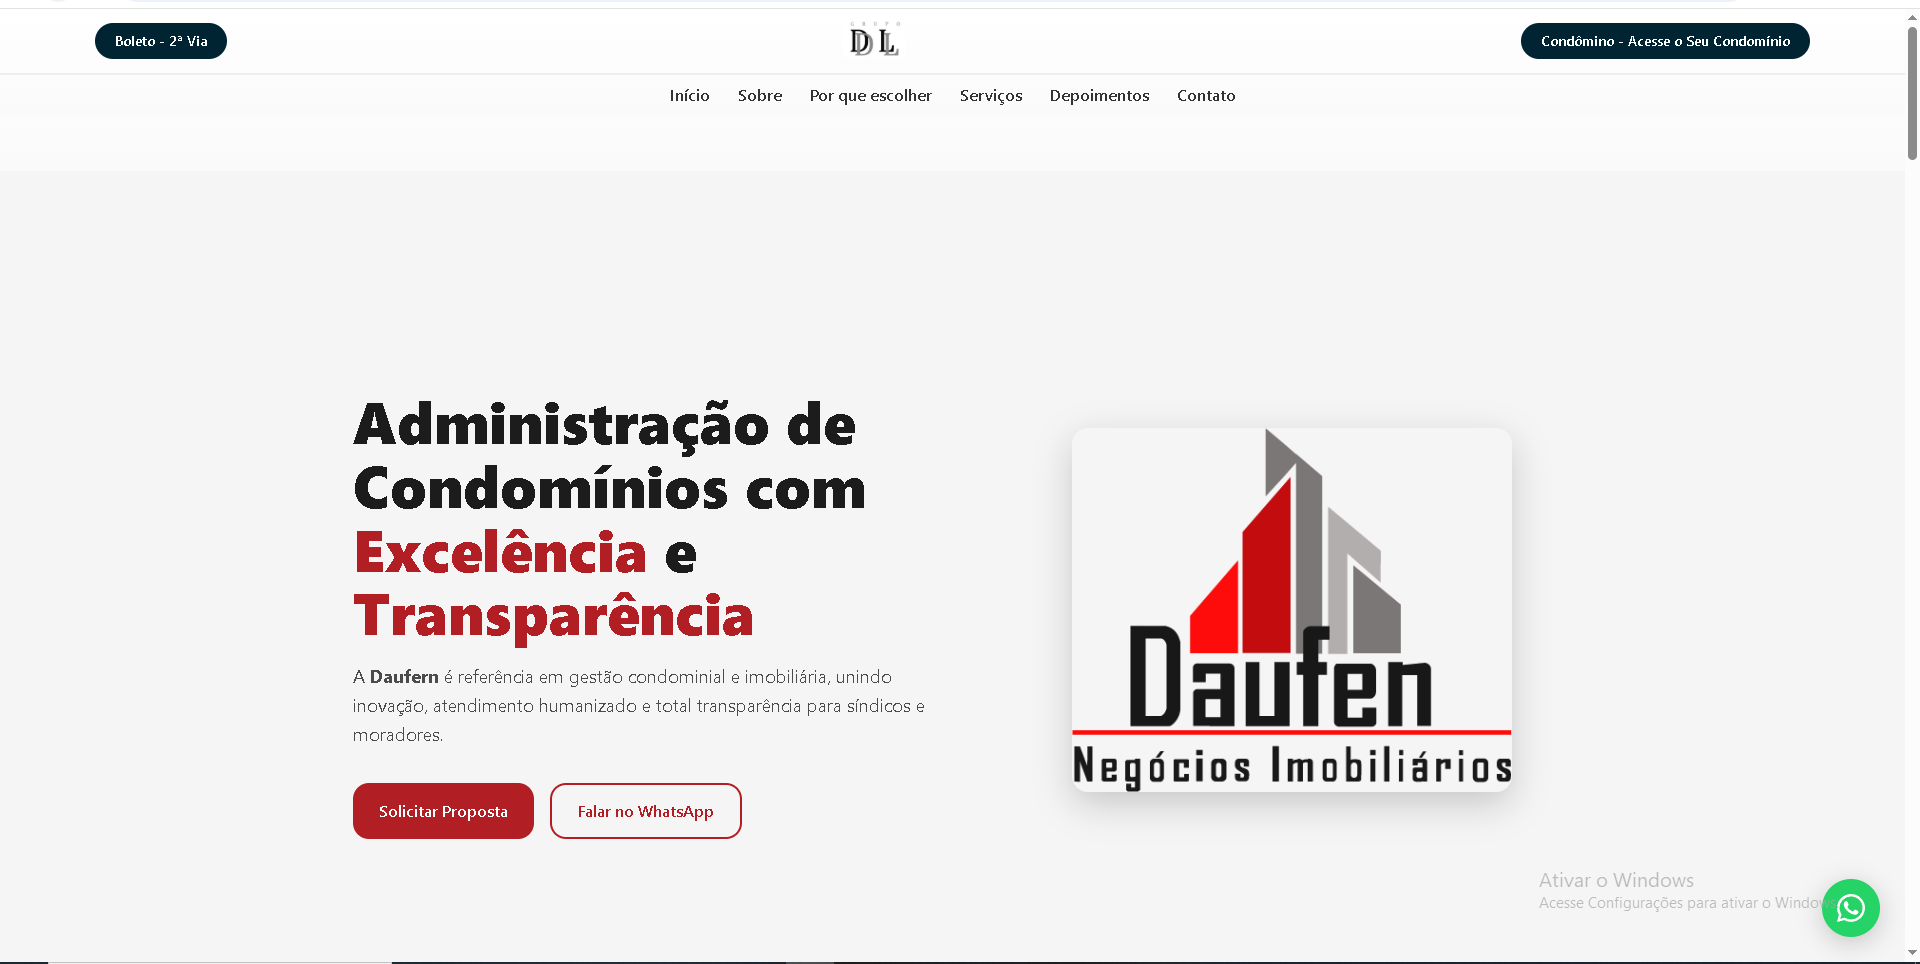 Boleto - 2ª Via
GRUPO
DL
Condômino - Acesse o Seu Condomínio
Início Sobre Por que escolher Serviços Depoimentos Contato
Administração de
Condomínios com
Excelência e
Transparência
A Daufern é referência em gestão condominial e imobiliária, unindo
inovação, atendimento humanizado e total transparência para síndicos e
moradores.
Solicitar Proposta
Falar no WhatsApp
Daufen
Negócios Imobiliários
Ativar o Windows
Acesse Configurações para ativar o Windows